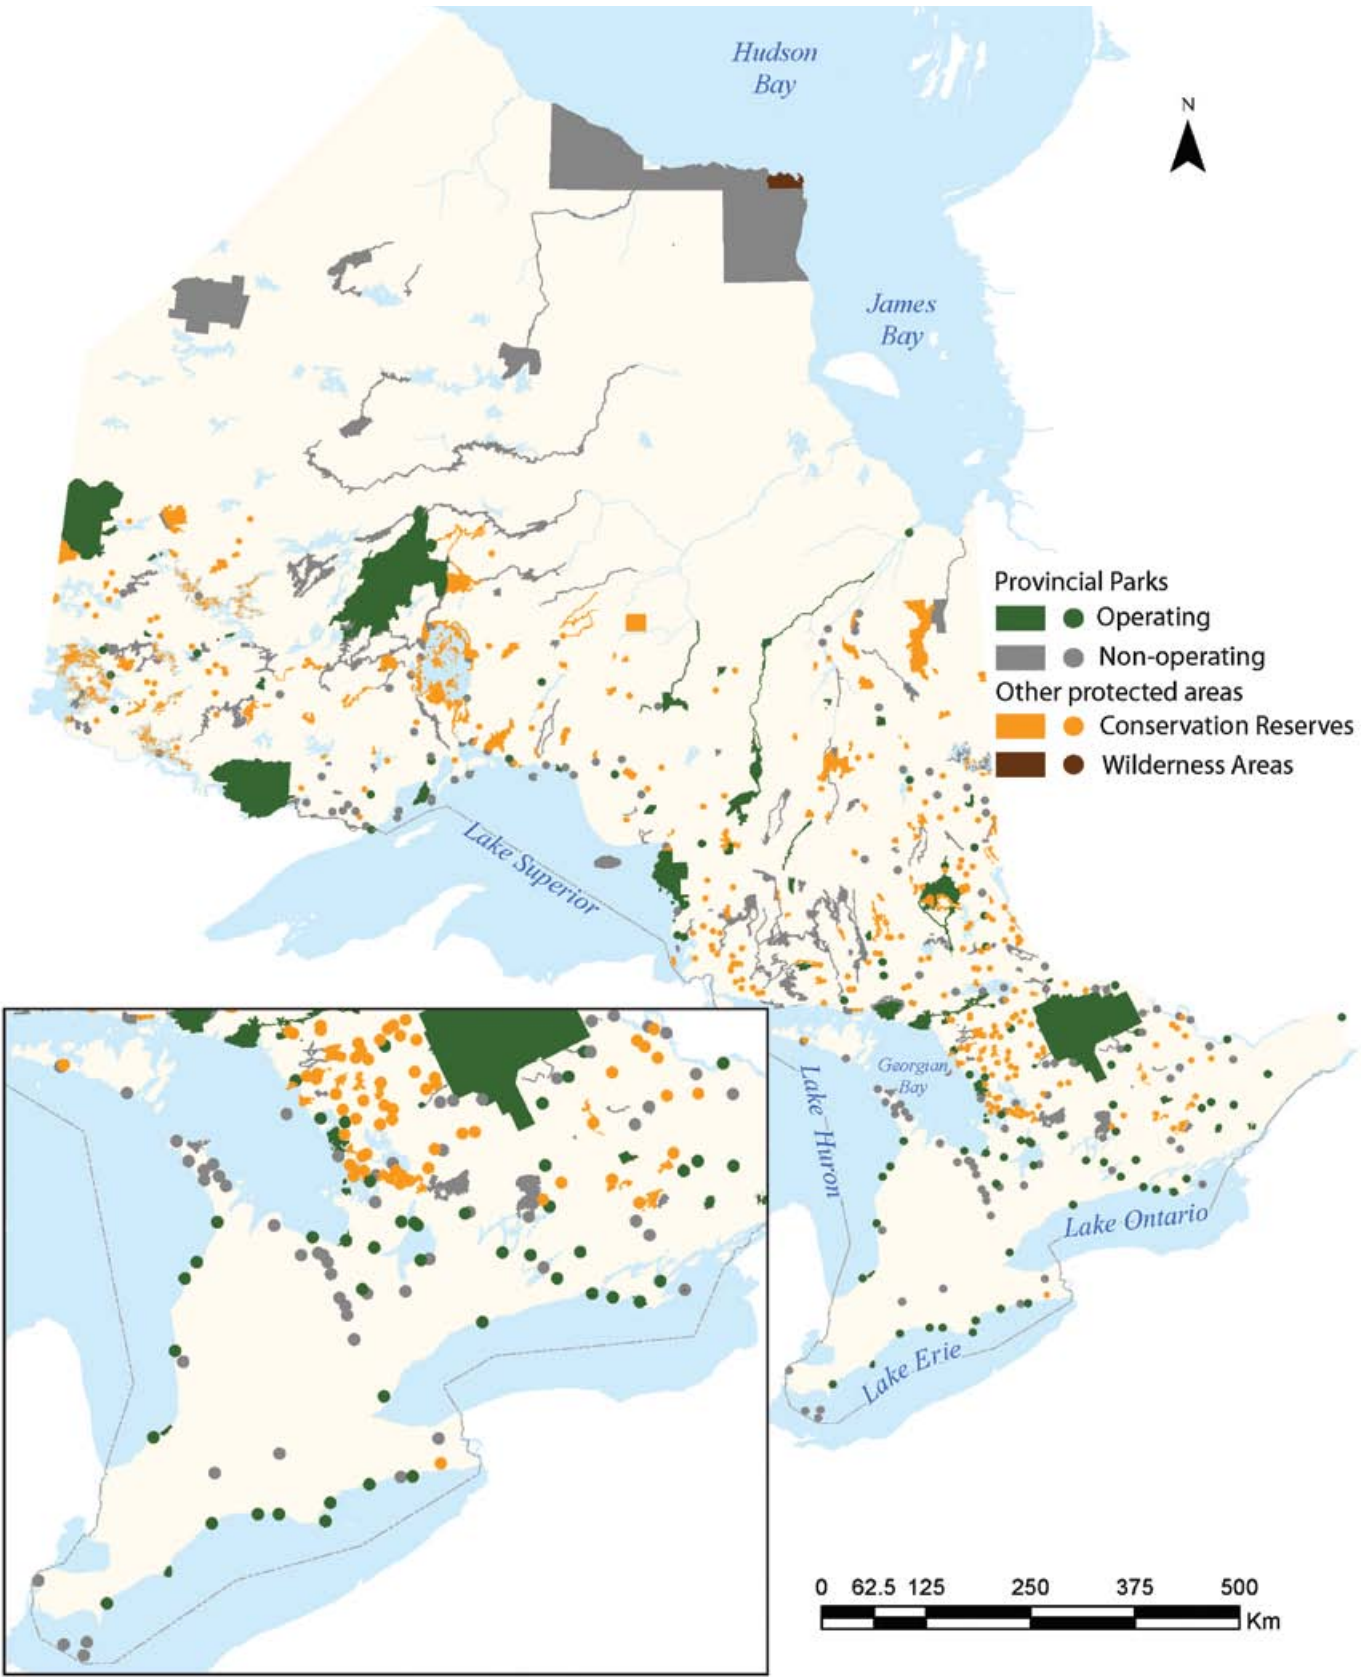 Hudson
Bay
N
James
Bay
Provincial Parks
Operating
Non-operating
Other protected areas
Conservation Reserves
Wilderness Areas
Lake Superior
Georgian
Bay
Lake Huron
Lake Ontario
Lake Erie
0 62.5 125 250 375 500
Km